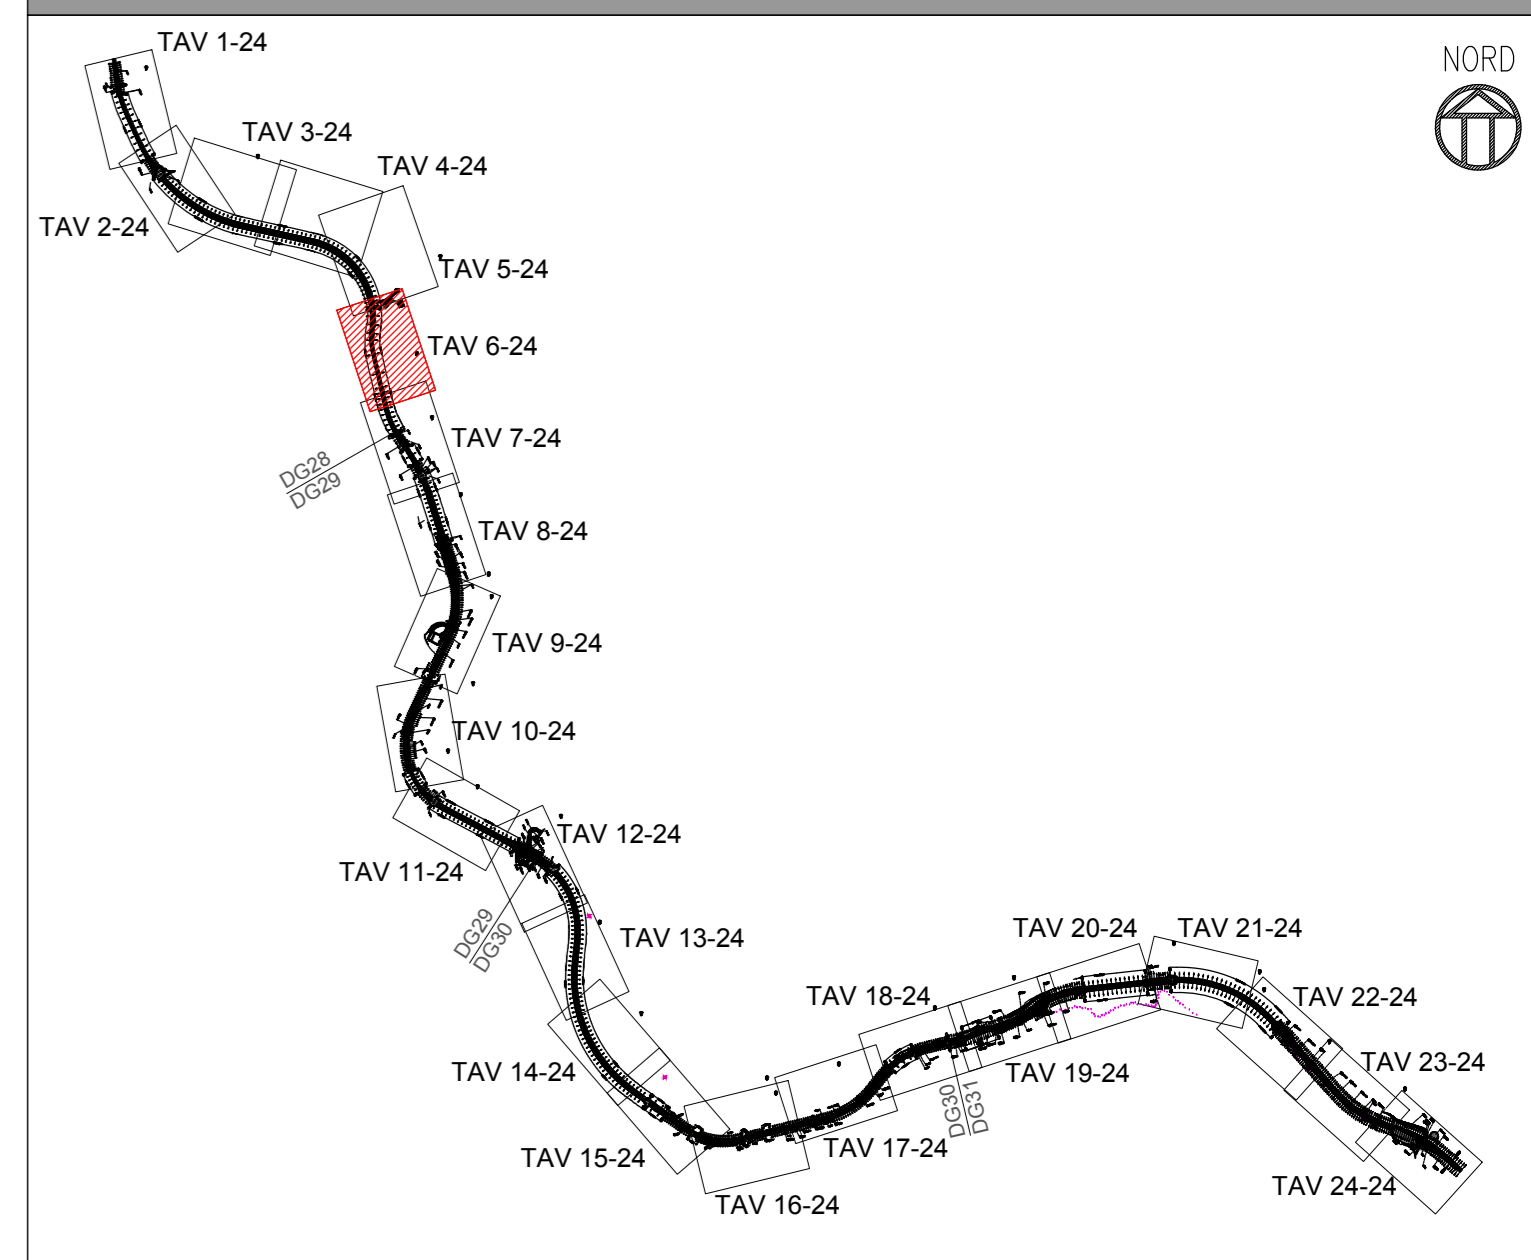 TAV 1-24
NORD
TAV 3-24
TAV 4-24
TAV 2-24
TAV 5-24
TAV 6-24
TAV 7-24
DG28
DG29
TAV 8-24
TAV 9-24
TAV 10-24
TAV 12-24
TAV 11-24
DG29
DG30
TAV 13-24
TAV 20-24
TAV 21-24
TAV 18-24
TAV 22-24
TAV 14-24
TAV 19-24
TAV 23-24
DG30
DG31
TAV 17-24
TAV 15-24
TAV 24-24
TAV 16-24